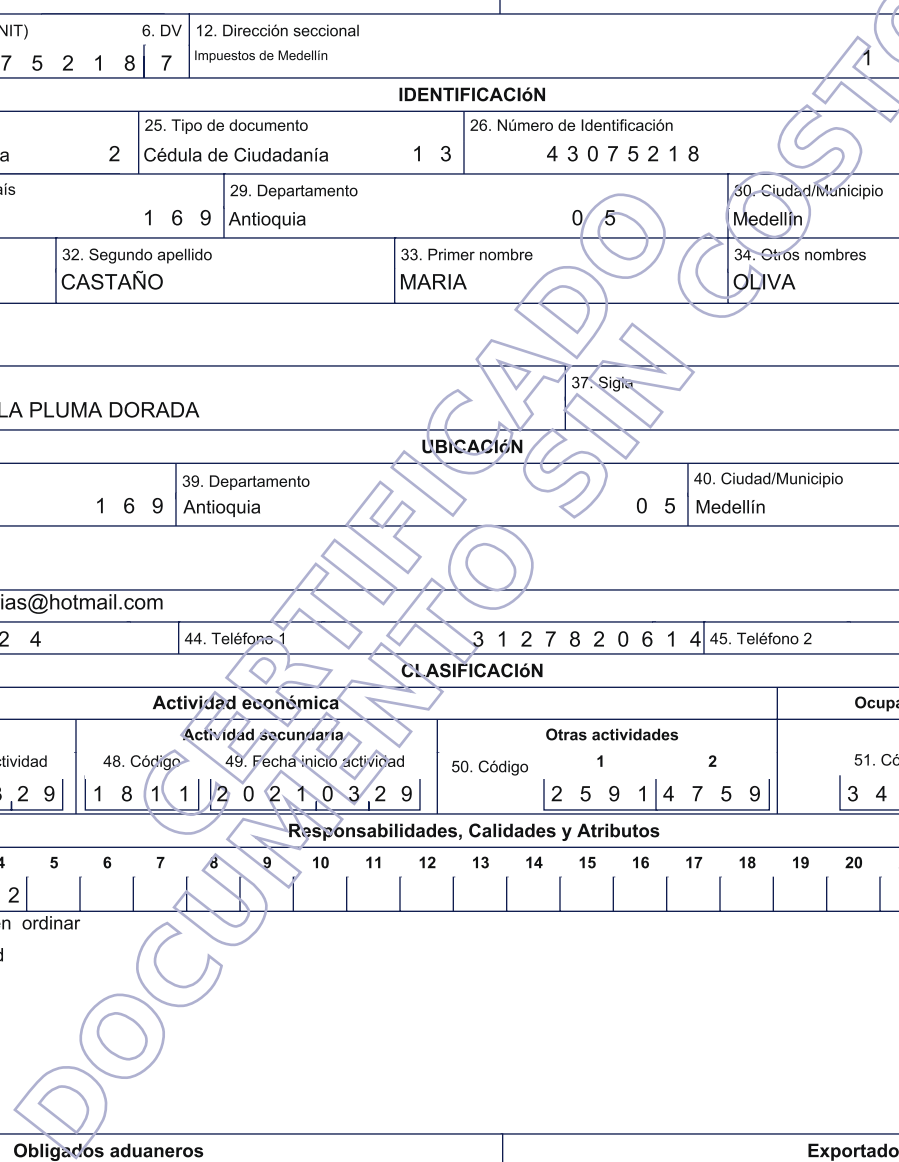 NIT) 6. DV 12. Dirección seccional
7 5 2 1 8 7 Impuestos de Medellín 1
IDENTIFICACIóN
25. Tipo de documento 26. Número de Identificación
a 2 Cédula de Ciudadanía 1 3 4 3 0 7 5 2 1 8
aís 29. Departamento 30. Ciudad/Municipio
1 6 9 Antioquia 0 5 Medellín
32. Segundo apellido 33. Primer nombre 34. Otros nombres
CASTAÑO MARIA OLIVA
37. Sigla
LA PLUMA DORADA
UBICACIóN
39. Departamento 40. Ciudad/Municipio
1 6 9 Antioquia 0 5 Medellín
ias@hotmail.com
2 4 44. Teléfono 1 3 1 2 7 8 2 0 6 1 4 45. Teléfono 2
CLASIFICACIóN
Actividad económica Ocupa
Actividad secundaria Otras actividades
ctividad 48. Código 49. Fecha inicio actividad 50. Código 1 2 51. Có
3 2 9 1 8 1 1 2 0 2 1 0 3 2 9 2 5 9 1 4 7 5 9 3 4
Responsabilidades, Calidades y Atributos
4 5 6 7 8 9 10 11 12 13 14 15 16 17 18 19 20
2
en ordinar
d
CERTIFICADO
DOCUMENTO SIN COSTO
Obligados aduaneros Exportado